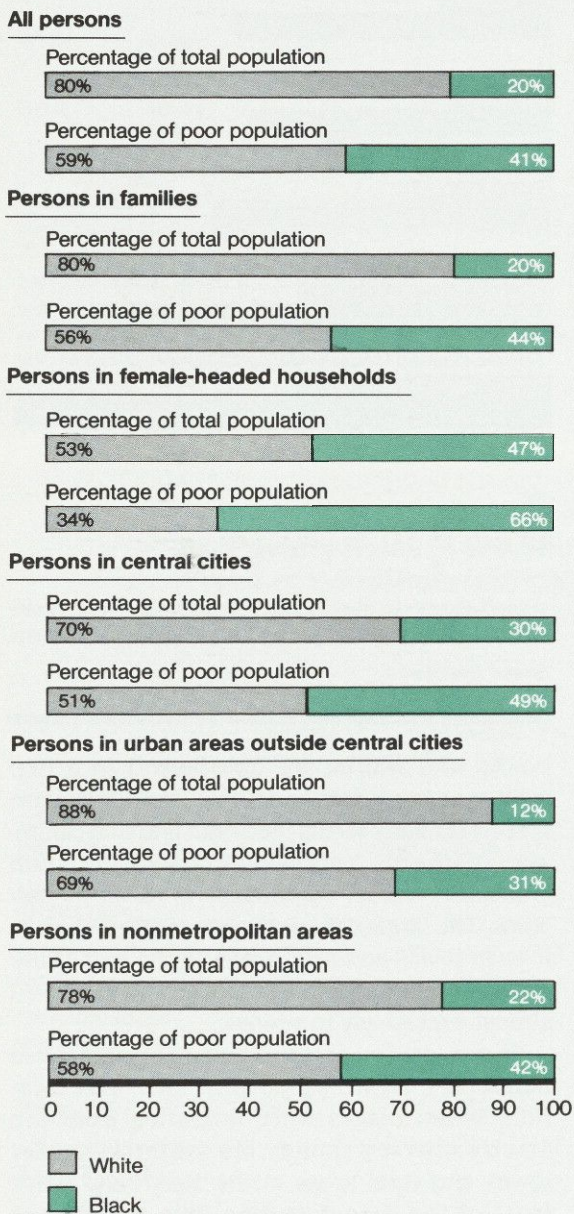 All persons
Percentage of total population
80% 20%
Percentage of poor population
59% 41%
Persons in families
Percentage of total population
80% 20%
Percentage of poor population
56% 44%
Persons in female-headed households
Percentage of total population
53% 47%
Percentage of poor population
34% 66%
Persons in central cities
Percentage of total population
70% 30%
Percentage of poor population
51% 49%
Persons in urban areas outside central cities
Percentage of total population
88% 12%
Percentage of poor population
69% 31%
Persons in nonmetropolitan areas
Percentage of total population
78% 22%
Percentage of poor population
58% 42%
0 10 20 30 40 50 60 70 80 90 100
White
Black